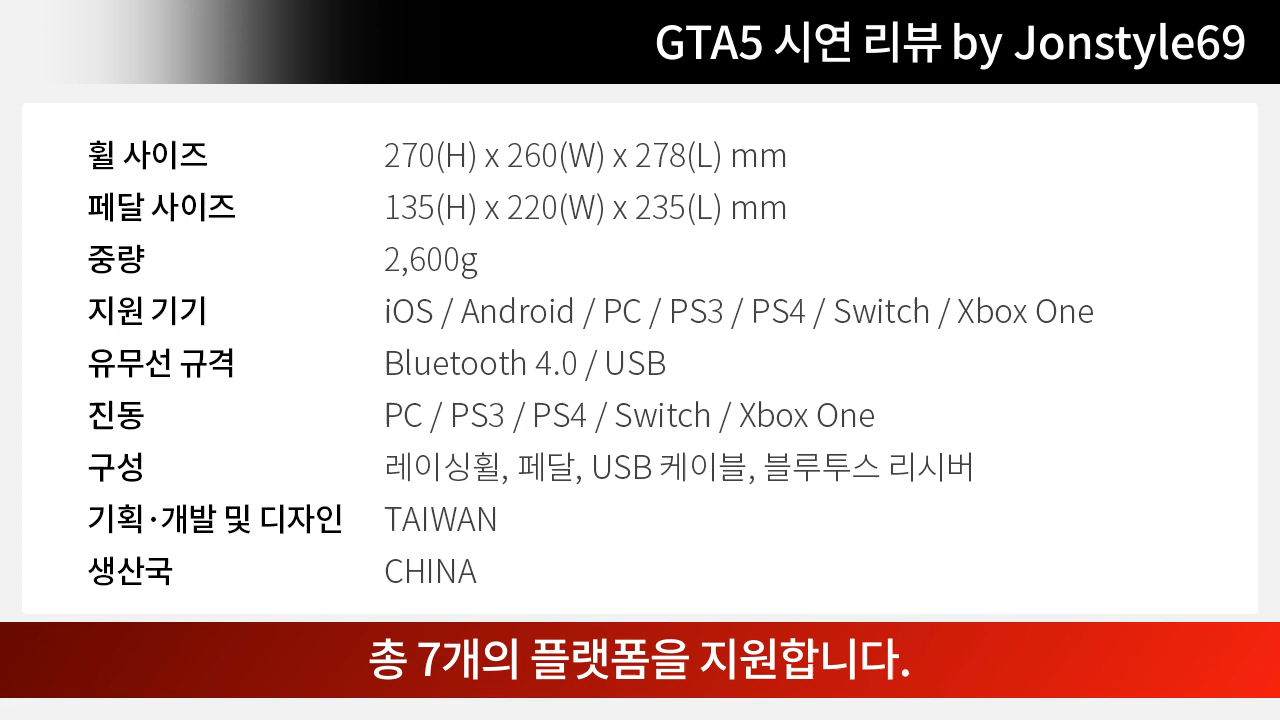 GTA5 시연 리뷰 by Jonstyle69
휠 사이즈 270(H) x 260(W) x 278(L) mm
페달 사이즈 135(H) x 220(W) x 235(L) mm
중량 2,600g
지원 기기 iOS / Android / PC / PS3 / PS4 / Switch / Xbox One
유무선 규격 Bluetooth 4.0 / USB
진동 PC / PS3 / PS4 / Switch / Xbox One
구성 레이싱휠, 페달, USB 케이블, 블루투스 리시버
기획·개발 및 디자인 TAIWAN
생산국 CHINA
총 7개의 플랫폼을 지원합니다.